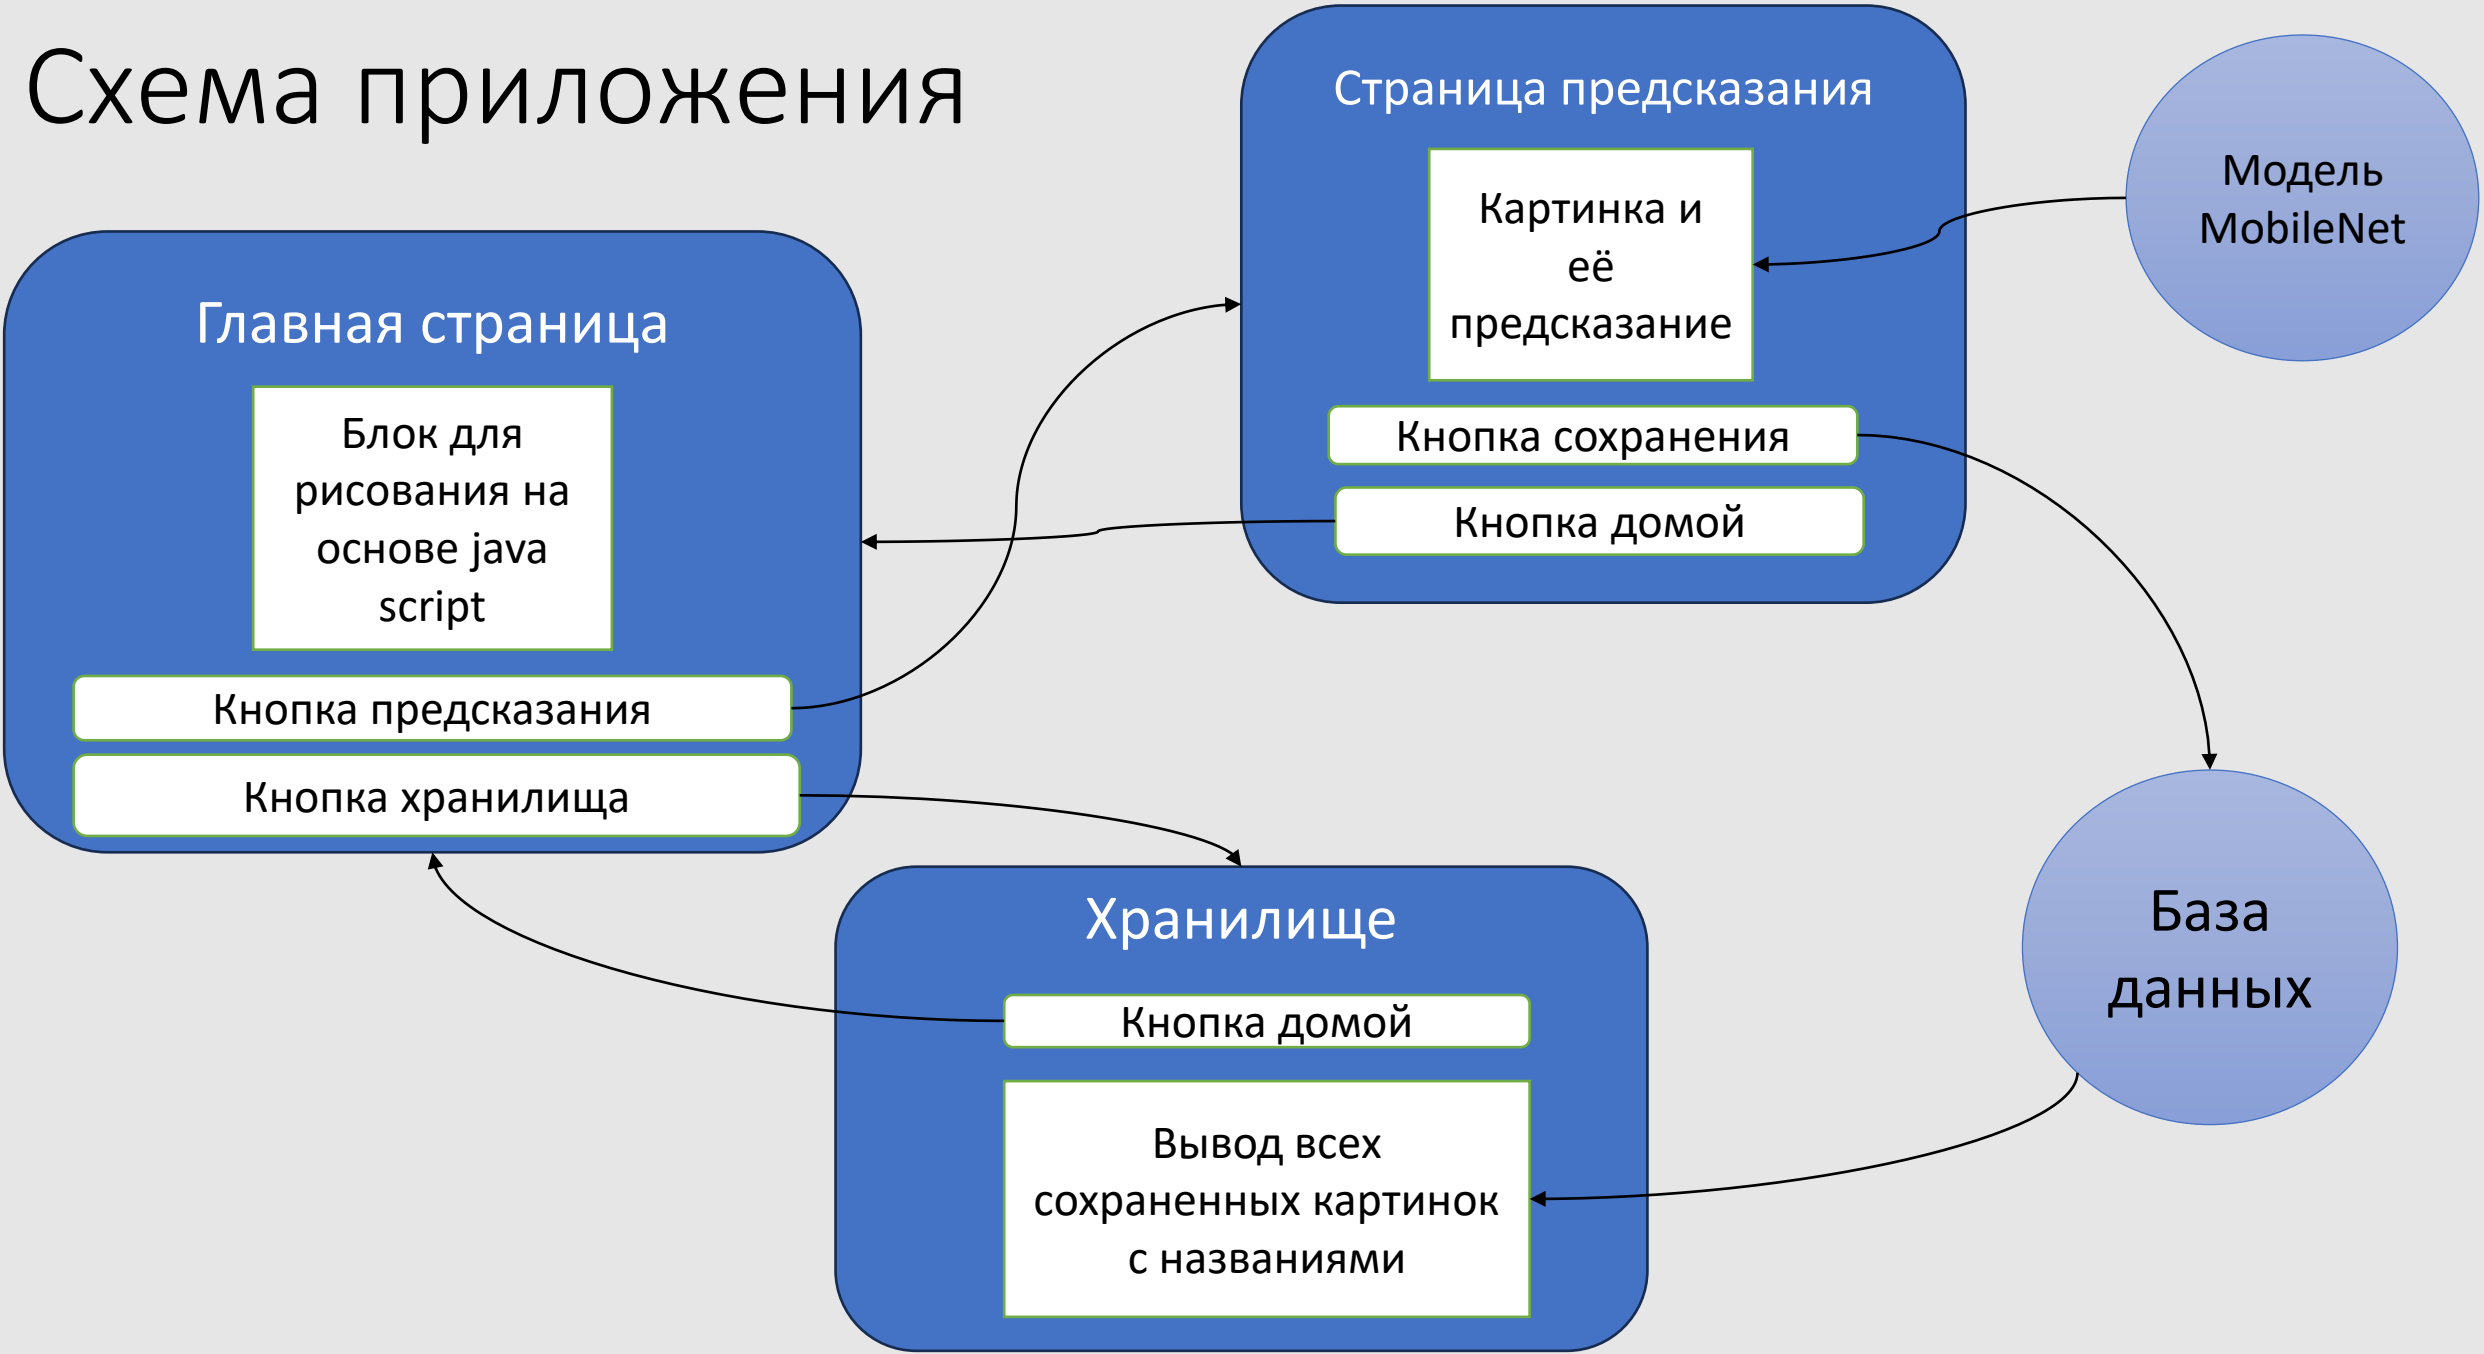 Схема приложения
Главная страница
Блок для
рисования на
основе java
script
Кнопка предсказания
Кнопка хранилища
Страница предсказания
Картинка и
её
предсказание
Кнопка сохранения
Кнопка домой
Модель
MobileNet
Хранилище
Кнопка домой
Вывод всех
сохраненных картинок
с названиями
База
данных